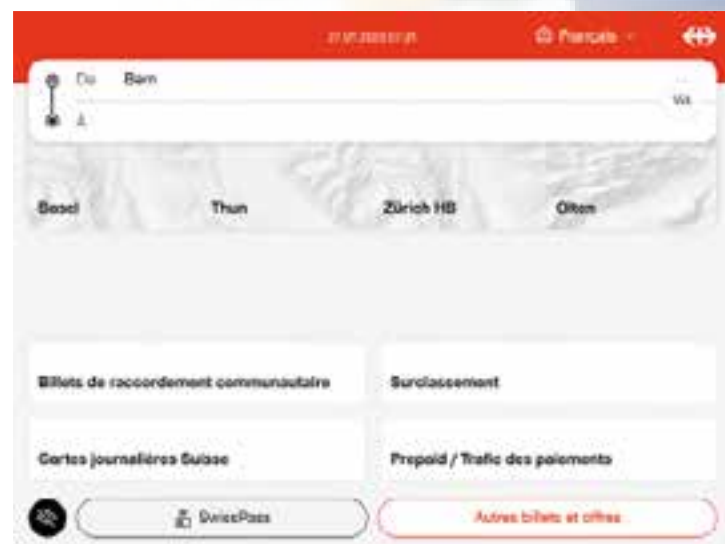 Français
De Bern
Via
À
Basel Thun Zürich HB Olten
Billets de raccordement communautaire Surclassement
Cartes journalières Suisse Prepaid / Trafic des paiements
SwissPass Autres billets et offres